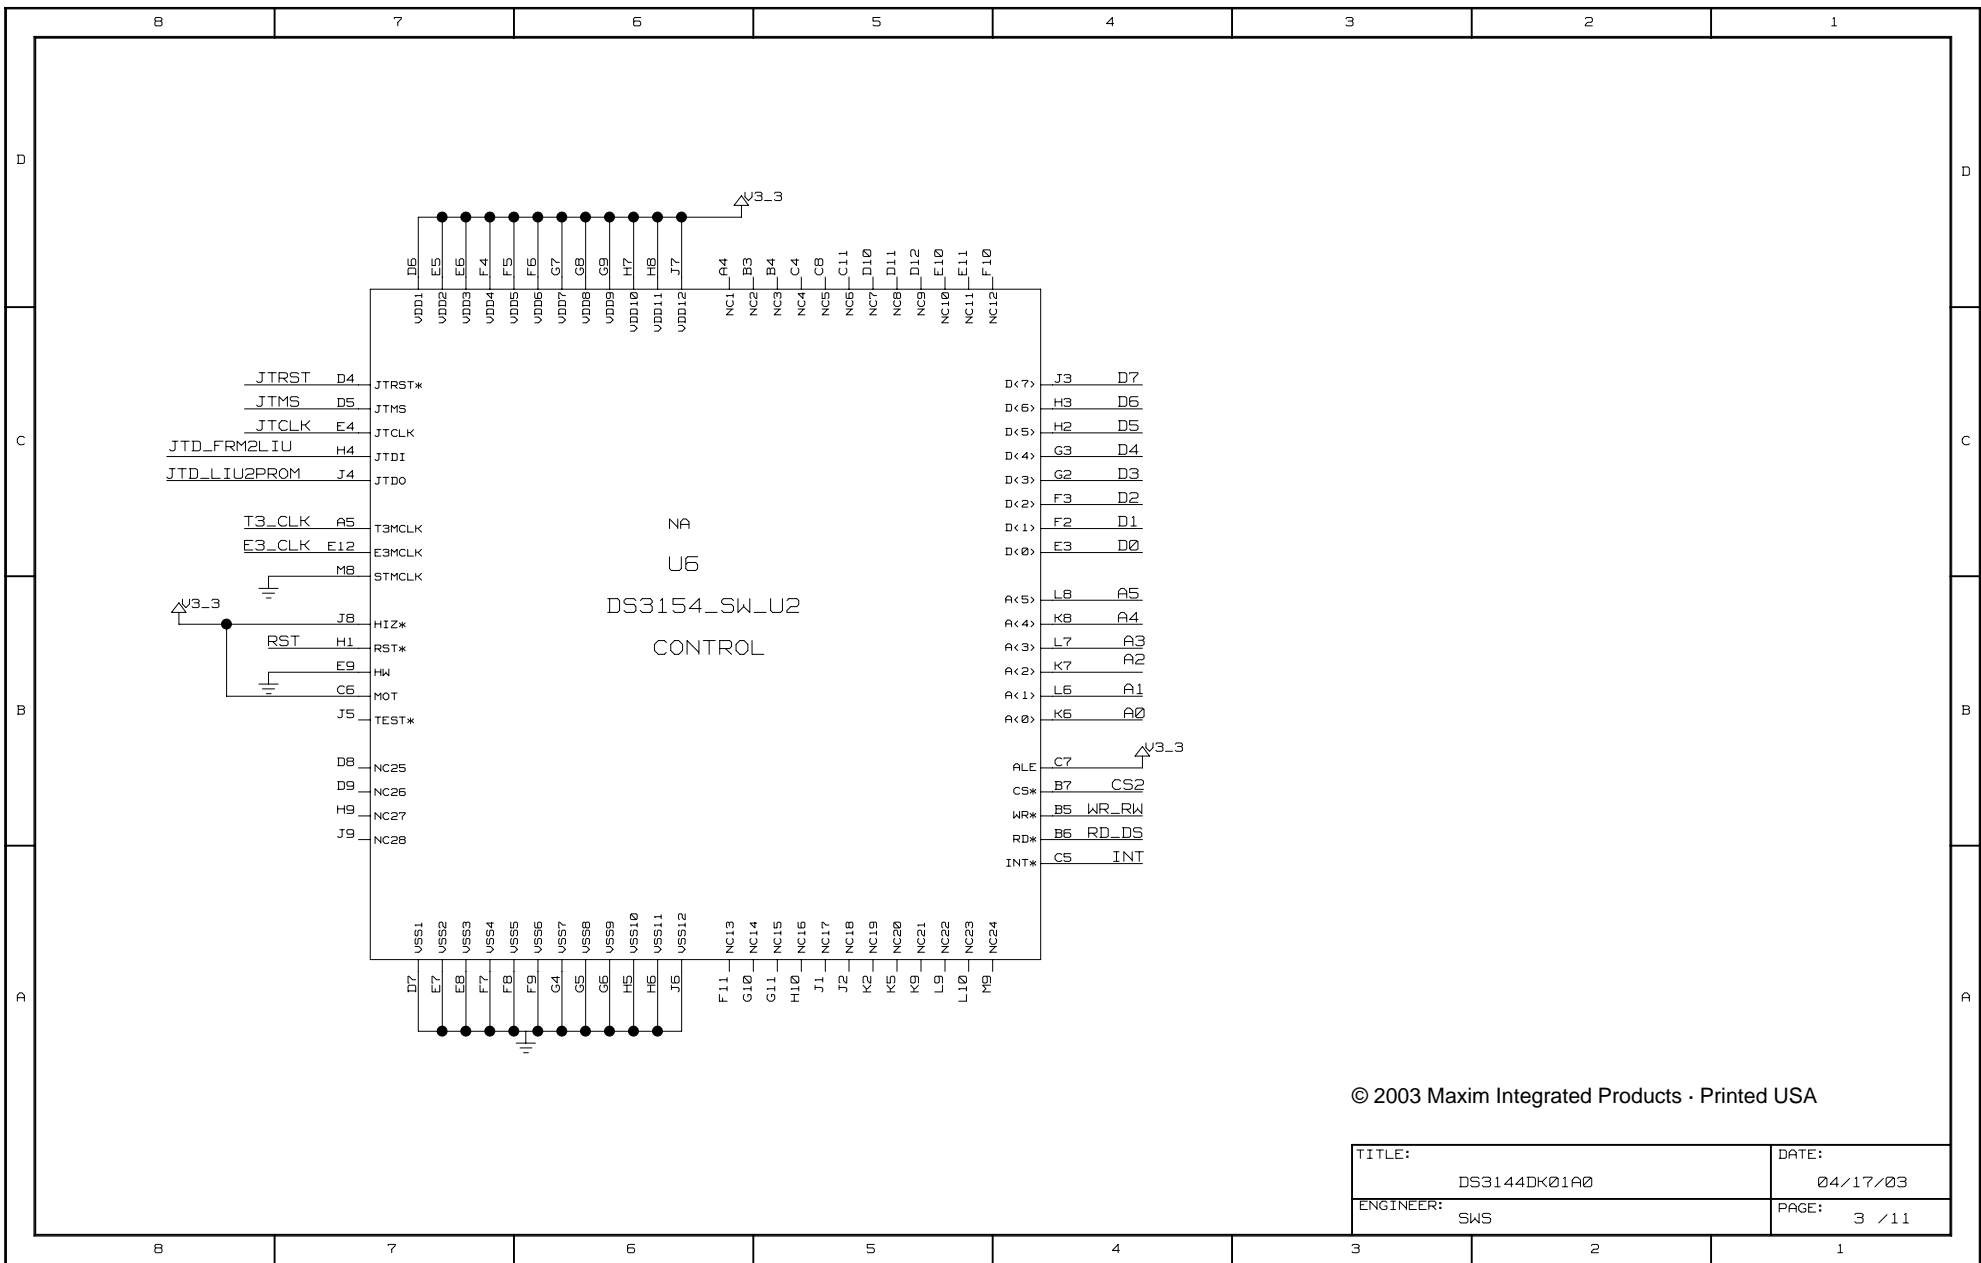 8 7 6 5 4 3 2 1
D D
V3_3
D6 E5 E6 F4 F5 F6 G7 G8 G9 H7 H8 J7 A4 B3 B4 C4 C8 C11 D10 D11 D12 E10 E11 F10
VDD1 VDD2 VDD3 VDD4 VDD5 VDD6 VDD7 VDD8 VDD9 VDD10 VDD11 VDD12 NC1 NC2 NC3 NC4 NC5 NC6 NC7 NC8 NC9 NC10 NC11 NC12
JTRST D4 JTRST* D<7> J3 D7
JTMS D5 JTMS D<6> H3 D6
JTCLK E4 JTCLK D<5> H2 D5
C C
JTD_FRM2LIU H4 JTDI D<4> G3 D4
JTD_LIU2PROM J4 JTDO D<3> G2 D3
D<2> F3 D2
T3_CLK A5 T3MCLK D<1> F2 D1
E3_CLK E12 E3MCLK D<0> E3 D0
M8 STMCLK
NA
U6
DS3154_SW_U2
CONTROL
A<5> L8 A5
V3_3 J8 HIZ* A<4> K8 A4
RST H1 RST* A<3> L7 A3
E9 HW A<2> K7 A2
C6 MOT A<1> L6 A1
B B
J5 TEST* A<0> K6 A0
V3_3
D8 NC25 ALE C7
D9 NC26 CS* B7 CS2
H9 NC27 WR* B5 WR_RW
J9 NC28 RD* B6 RD_DS
INT* C5 INT
VSS1 VSS2 VSS3 VSS4 VSS5 VSS6 VSS7 VSS8 VSS9 VSS10 VSS11 VSS12 NC13 NC14 NC15 NC16 NC17 NC18 NC19 NC20 NC21 NC22 NC23 NC24
D7 E7 E8 F7 F8 F9 G4 G5 G6 H5 H6 J6 F11 G10 G11 H10 J1 J2 K2 K5 K9 L9 L10 M9
A A
© 2003 Maxim Integrated Products · Printed USA
TITLE: DATE:
DS3144DK01A0 04/17/03
ENGINEER: PAGE:
SWS 3 /11
8 7 6 5 4 3 2 1